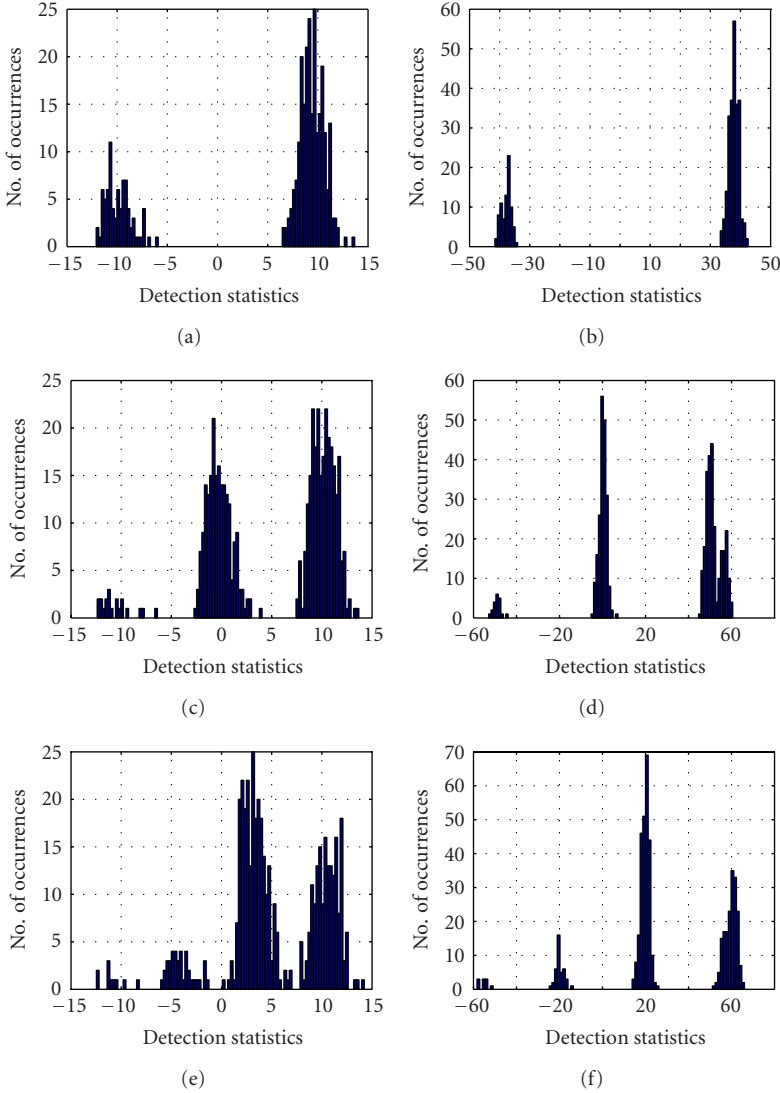 25
20
15
10
5
0
No. of occurrences
−15 −10 −5 0 5 10 15
Detection statistics
(a)
60
50
40
30
20
10
0
No. of occurrences
−50 −30 −10 10 30 50
Detection statistics
(b)
25
20
15
10
5
0
No. of occurrences
−15 −10 −5 0 5 10 15
Detection statistics
(c)
60
50
40
30
20
10
0
No. of occurrences
−60 −20 20 60
Detection statistics
(d)
25
20
15
10
5
0
No. of occurrences
−15 −10 −5 0 5 10 15
Detection statistics
(e)
70
60
50
40
30
20
10
0
No. of occurrences
−60 −20 20 60
Detection statistics
(f)